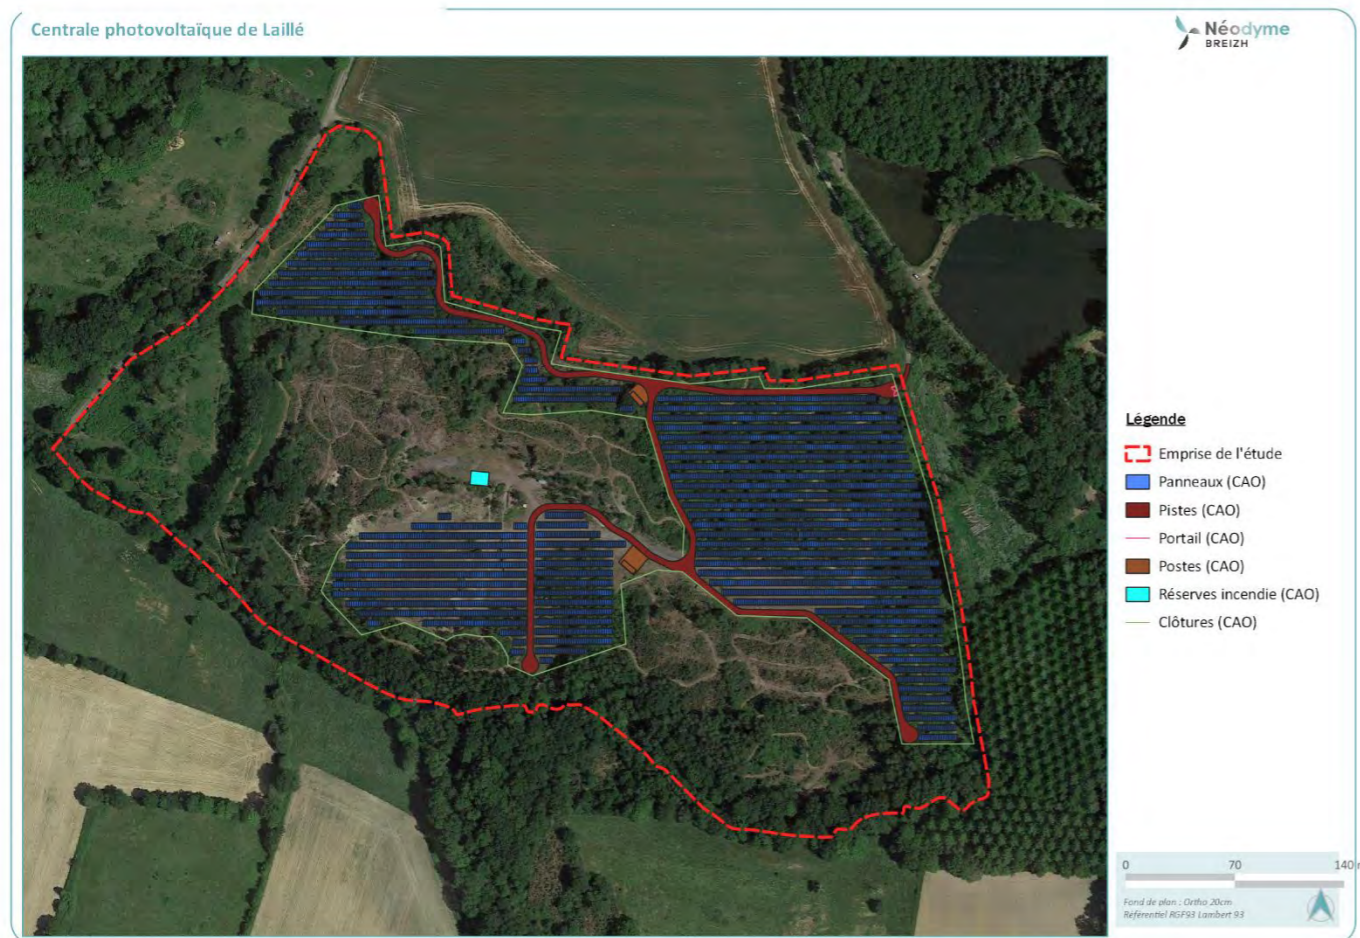 Centrale photovoltaïque de Laillé
Néodyme
BREIZH
Légende
Emprise de l'étude
Panneaux (CAO)
Pistes (CAO)
Portail (CAO)
Postes (CAO)
Réserves incendie (CAO)
Clôtures (CAO)
0 70 140 m
Fond de plan : Ortho 20cm
Référentiel RGF93 Lambert 93